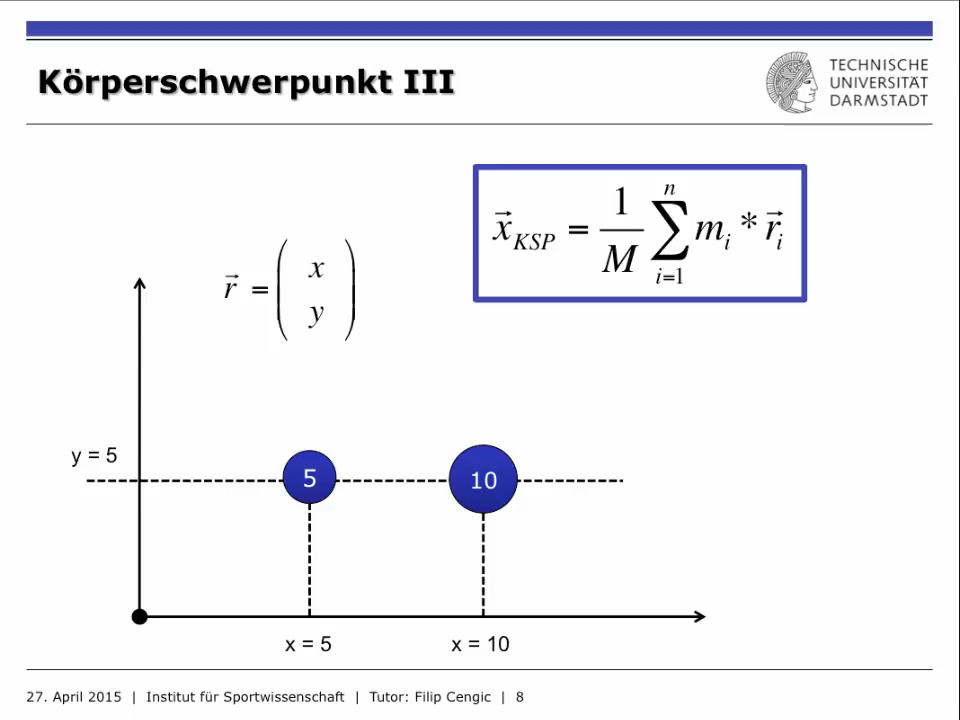 Körperschwerpunkt III
TECHNISCHE
UNIVERSITÄT
DARMSTADT
x⃗_KSP = 1/M ∑_{i=1}^{n} m_i * r⃗_i
r⃗ = ( x
y )
y = 5
5
10
x = 5
x = 10
27. April 2015 | Institut für Sportwissenschaft | Tutor: Filip Cengic | 8